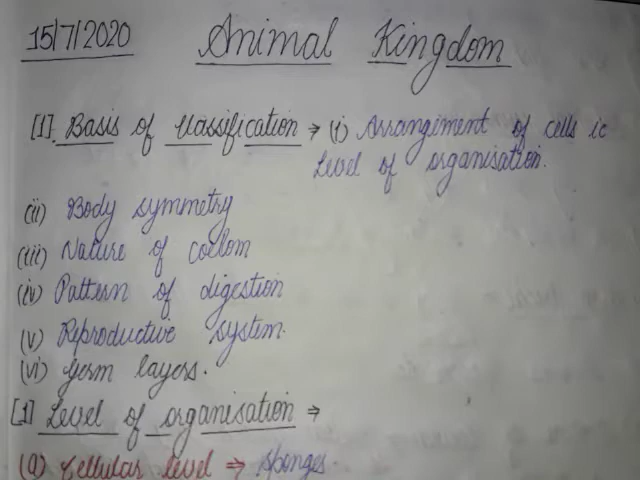 15/7/2020 Animal Kingdom
[1]. Basis of classification → (i) Arrangiment of cells ie
Level of organisation.
(ii) Body symmetry
(iii) Nature of coelom
(iv) Pattern of digestion
(v) Reproductive system.
(vi) Germ layers.
[1] Level of organisation ⇒
(a) Cellular level ⇒ sponges.